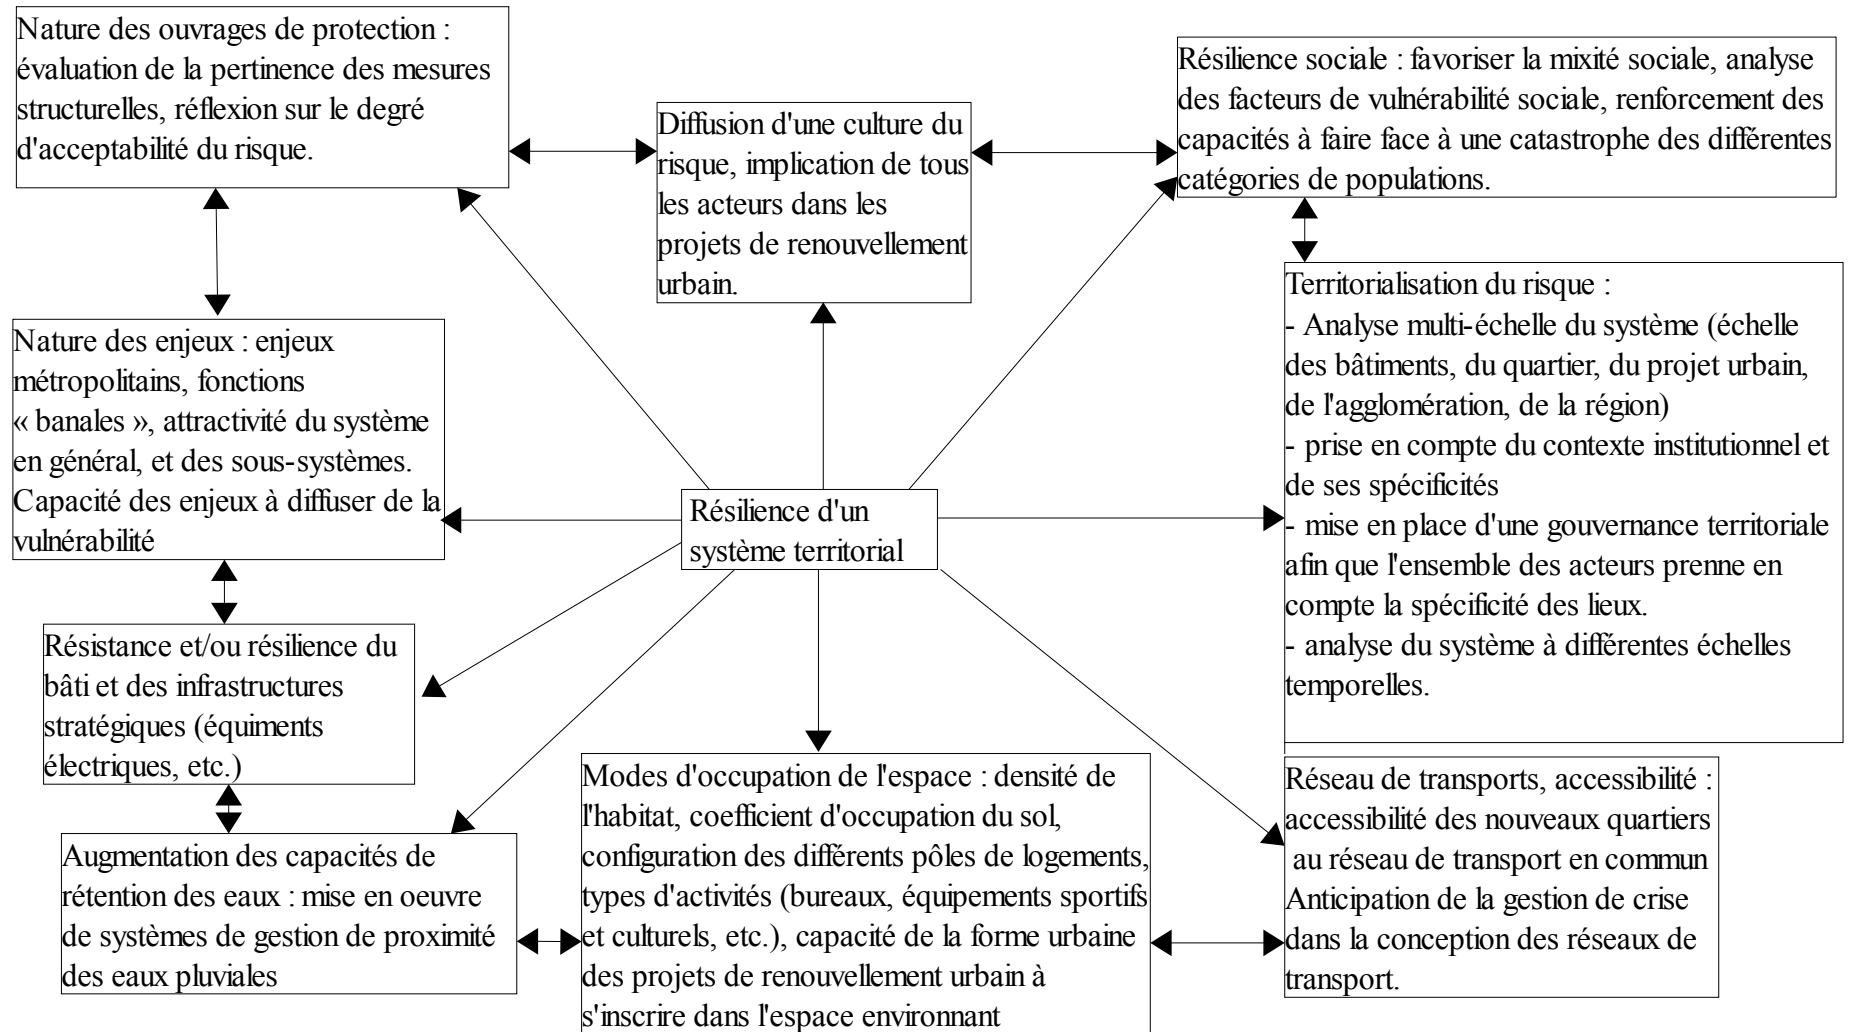 Nature des ouvrages de protection :
évaluation de la pertinence des mesures
structurelles, réflexion sur le degré
d'acceptabilité du risque.
Diffusion d'une culture du
risque, implication de tous
les acteurs dans les
projets de renouvellement
urbain.
Résilience sociale : favoriser la mixité sociale, analyse
des facteurs de vulnérabilité sociale, renforcement des
capacités à faire face à une catastrophe des différentes
catégories de populations.
Nature des enjeux : enjeux
métropolitains, fonctions
« banales », attractivité du système
en général, et des sous-systèmes.
Capacité des enjeux à diffuser de la
vulnérabilité
Résilience d'un
système territorial
Territorialisation du risque :
- Analyse multi-échelle du système (échelle
des bâtiments, du quartier, du projet urbain,
de l'agglomération, de la région)
- prise en compte du contexte institutionnel et
de ses spécificités
- mise en place d'une gouvernance territoriale
afin que l'ensemble des acteurs prenne en
compte la spécificité des lieux.
- analyse du système à différentes échelles
temporelles.
Résistance et/ou résilience du
bâti et des infrastructures
stratégiques (équiments
électriques, etc.)
Augmentation des capacités de
rétention des eaux : mise en oeuvre
de systèmes de gestion de proximité
des eaux pluviales
Modes d'occupation de l'espace : densité de
l'habitat, coefficient d'occupation du sol,
configuration des différents pôles de logements,
types d'activités (bureaux, équipements sportifs
et culturels, etc.), capacité de la forme urbaine
des projets de renouvellement urbain à
s'inscrire dans l'espace environnant
Réseau de transports, accessibilité :
accessibilité des nouveaux quartiers
au réseau de transport en commun
Anticipation de la gestion de crise
dans la conception des réseaux de
transport.